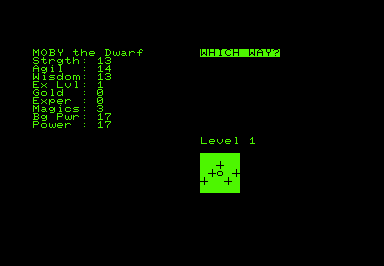 MOBY the Dwarf
WHICH WAY?
Strgth: 13
Agil  : 14
Wisdom: 13
Ex Lvl: 1
Gold  : 0
Exper : 0
Magios: 3
Bg Pwr: 17
Power : 17
Level 1